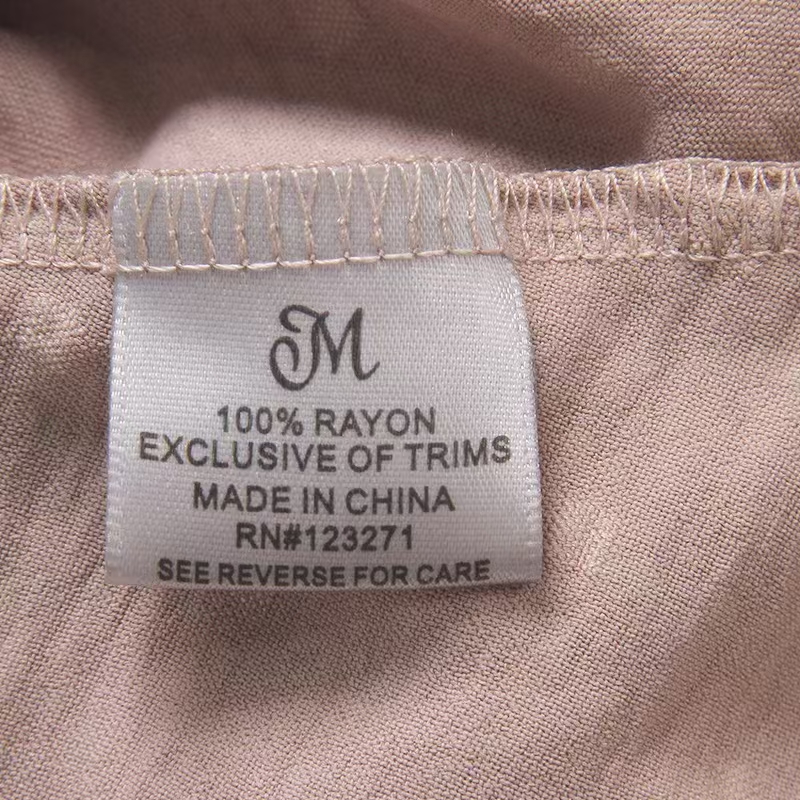 M
100% RAYON
EXCLUSIVE OF TRIMS
MADE IN CHINA
RN#123271
SEE REVERSE FOR CARE